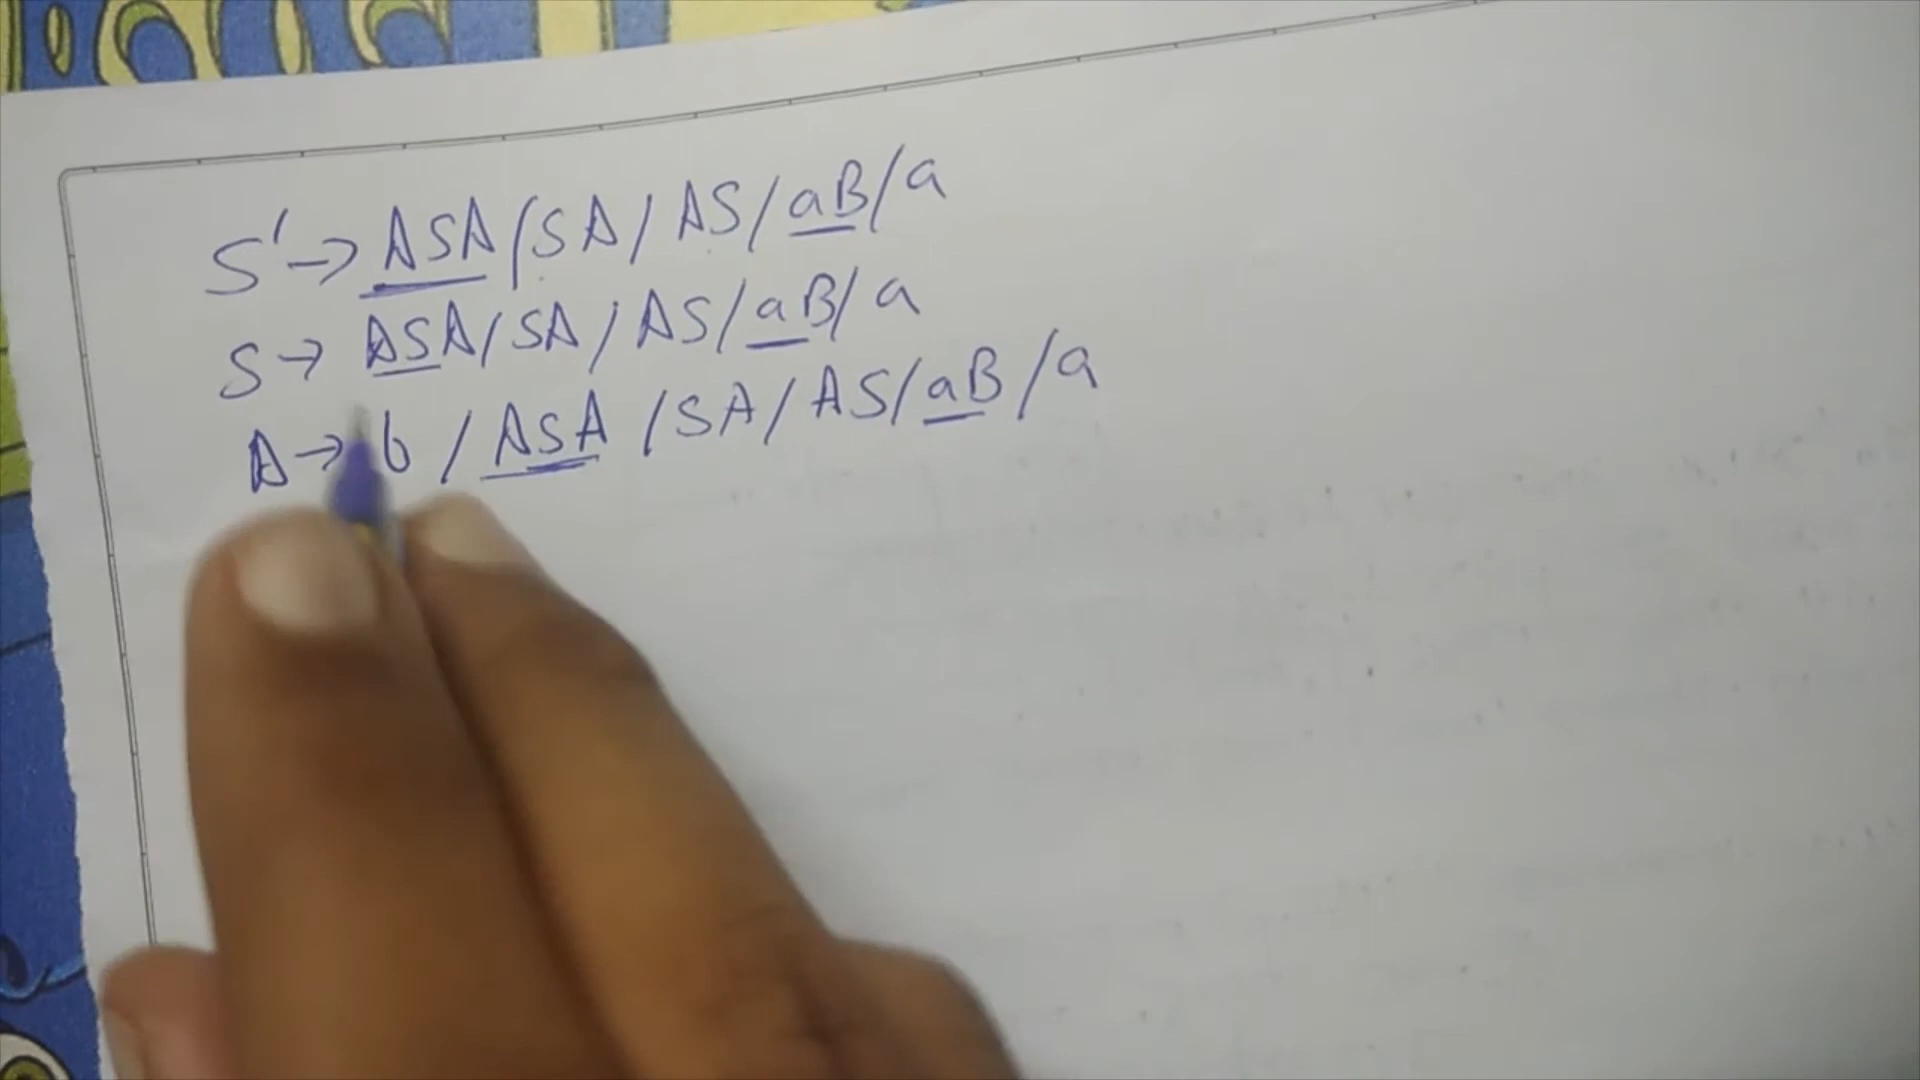 S' → ASA / SA / AS / aB / a
S → ASA / SA / AS / aB / a
A → b / ASA / SA / AS / aB / a